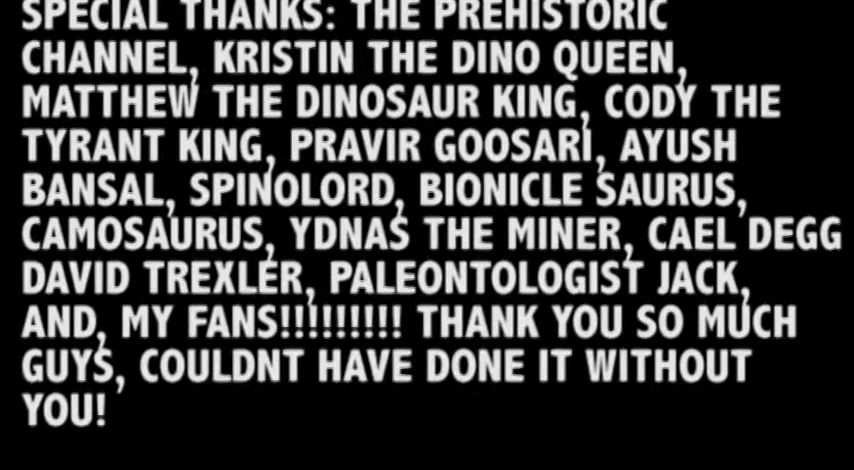 SPECIAL THANKS: THE PREHISTORIC
CHANNEL, KRISTIN THE DINO QUEEN,
MATTHEW THE DINOSAUR KING, CODY THE
TYRANT KING, PRAVIR GOOSARI, AYUSH
BANSAL, SPINOLORD, BIONICLE SAURUS,
CAMOSAURUS, YDNAS THE MINER, CAEL DEGG
DAVID TREXLER, PALEONTOLOGIST JACK,
AND, MY FANS!!!!!!!!! THANK YOU SO MUCH
GUYS, COULDNT HAVE DONE IT WITHOUT
YOU!